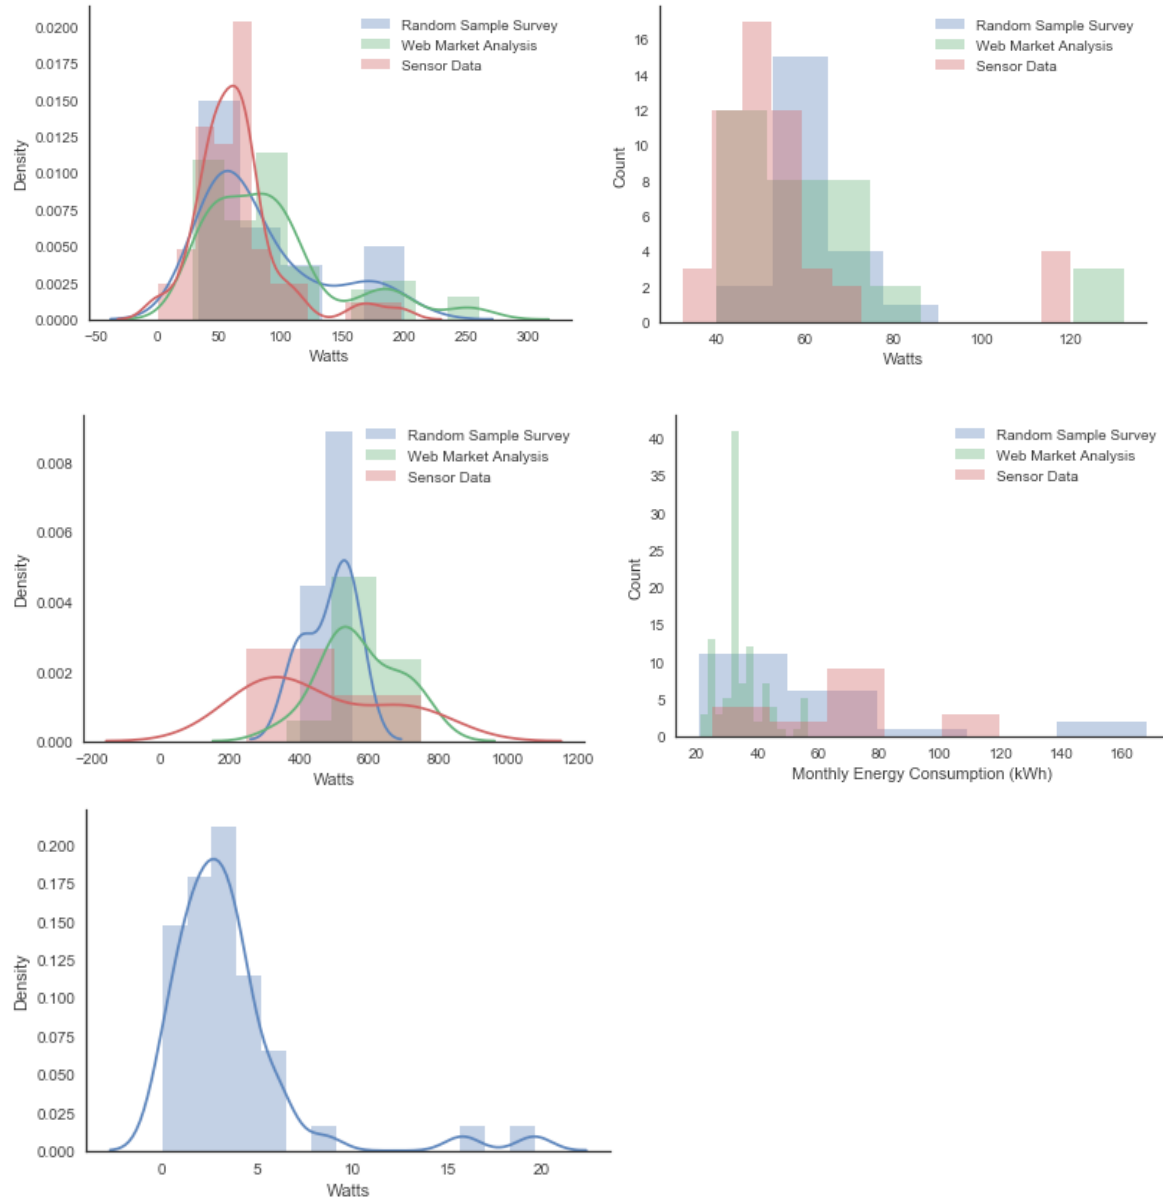 0.0200
0.0175
0.0150
0.0125
0.0100
0.0075
0.0050
0.0025
0.0000
Density
−50 0 50 100 150 200 250 300
Watts
Random Sample Survey
Web Market Analysis
Sensor Data
16
14
12
10
8
6
4
2
0
Count
40 60 80 100 120
Watts
Random Sample Survey
Web Market Analysis
Sensor Data
0.008
0.006
0.004
0.002
0.000
Density
−200 0 200 400 600 800 1000 1200
Watts
Random Sample Survey
Web Market Analysis
Sensor Data
40
35
30
25
20
15
10
5
0
Count
20 40 60 80 100 120 140 160
Monthly Energy Consumption (kWh)
Random Sample Survey
Web Market Analysis
Sensor Data
0.200
0.175
0.150
0.125
0.100
0.075
0.050
0.025
0.000
Density
0 5 10 15 20
Watts